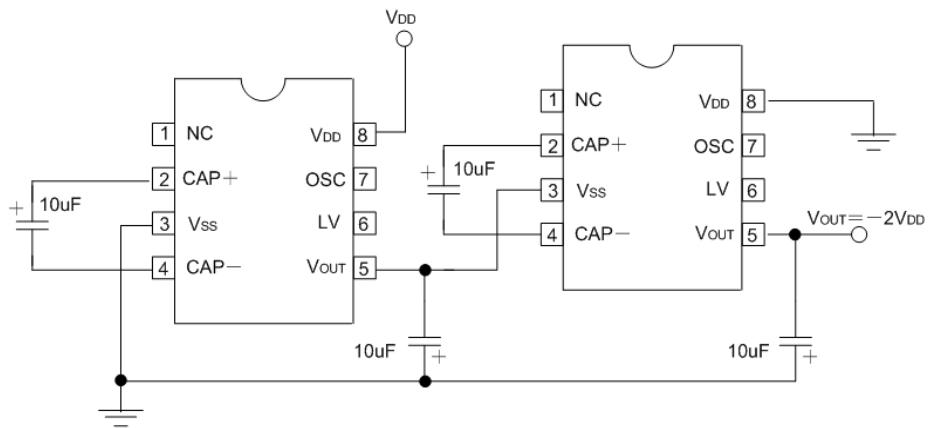 VDD
1 NC VDD 8
2 CAP+ OSC 7
3 VSS LV 6
4 CAP− VOUT 5
+ 10uF
10uF +
1 NC VDD 8
2 CAP+ OSC 7
3 VSS LV 6
4 CAP− VOUT 5
+ 10uF
VOUT=−2VDD
10uF +